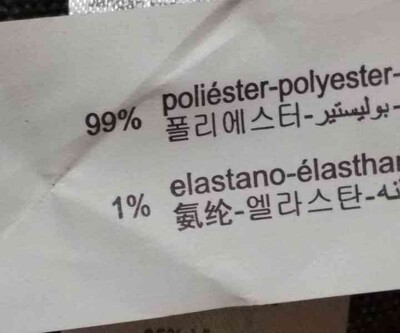 99% poliéster-polyester-
폴리에스터-بوليستير-
1% elastano-élasthan
氨纶-엘라스탄-